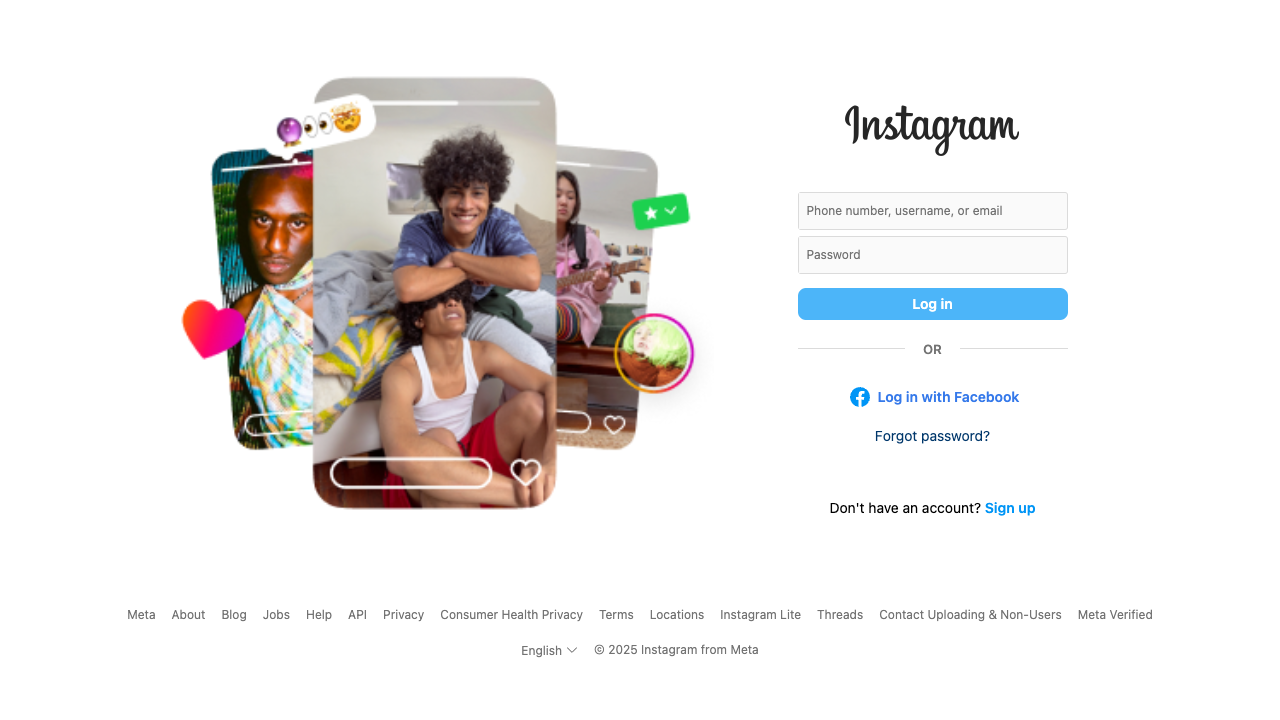 Instagram
Phone number, username, or email
Password
Log in
OR
Log in with Facebook
Forgot password?
Don't have an account? Sign up
Meta About Blog Jobs Help API Privacy Consumer Health Privacy Terms Locations Instagram Lite Threads Contact Uploading & Non-Users Meta Verified
English © 2025 Instagram from Meta